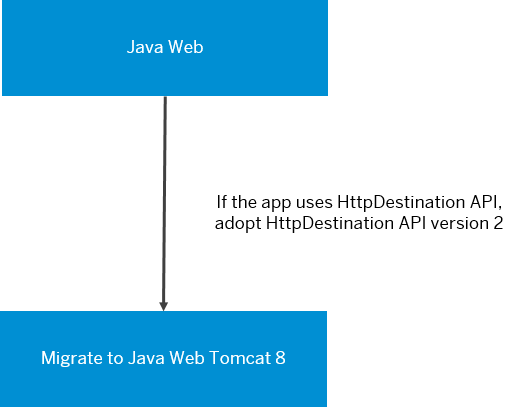 Java Web
If the app uses HttpDestination API,
adopt HttpDestination API version 2
Migrate to Java Web Tomcat 8